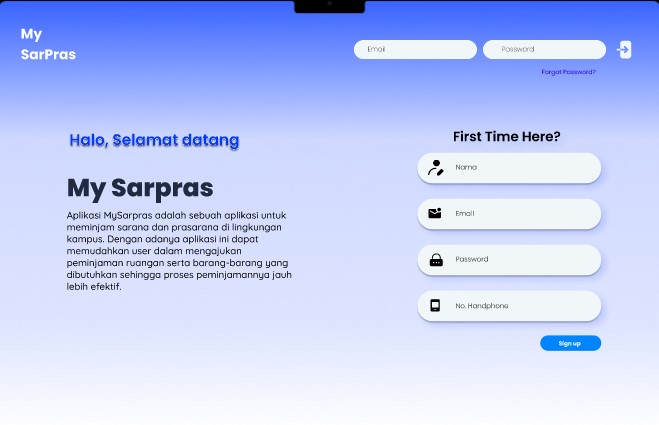 My
SarPras
Email
Password
Forgot Password?
Halo, Selamat datang
My Sarpras
Aplikasi MySarpras adalah sebuah aplikasi untuk
meminjam sarana dan prasarana di lingkungan
kampus. Dengan adanya aplikasi ini dapat
memudahkan user dalam mengajukan
peminjaman ruangan serta barang-barang yang
dibutuhkan sehingga proses peminjamannya jauh
lebih efektif.
First Time Here?
Nama
Email
Password
No. Handphone
Sign up